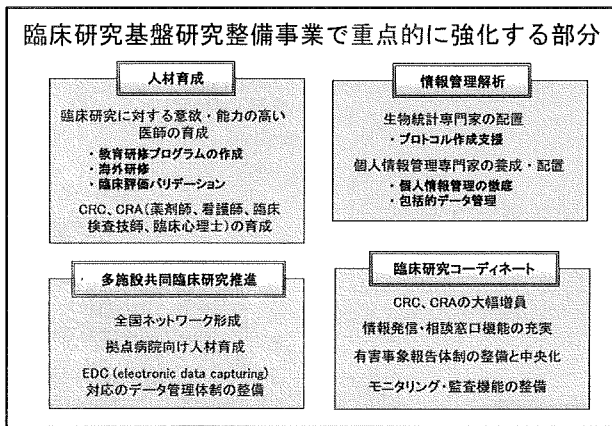 臨床研究基盤研究整備事業で重点的に強化する部分
人材育成
臨床研究に対する意欲・能力の高い
医師の育成
・教育研修プログラムの作成
・海外研修
・臨床評価バリデーション
CRC、CRA(薬剤師、看護師、臨床
検査技師、臨床心理士)の育成
情報管理解析
生物統計専門家の配置
・プロトコル作成支援
個人情報管理専門家の養成・配置
・個人情報管理の徹底
・包括的データ管理
多施設共同臨床研究推進
全国ネットワーク形成
拠点病院向け人材育成
EDC (electronic data capturing)
対応のデータ管理体制の整備
臨床研究コーディネート
CRC、CRAの大幅増員
情報発信・相談窓口機能の充実
有害事象報告体制の整備と中央化
モニタリング・監査機能の整備